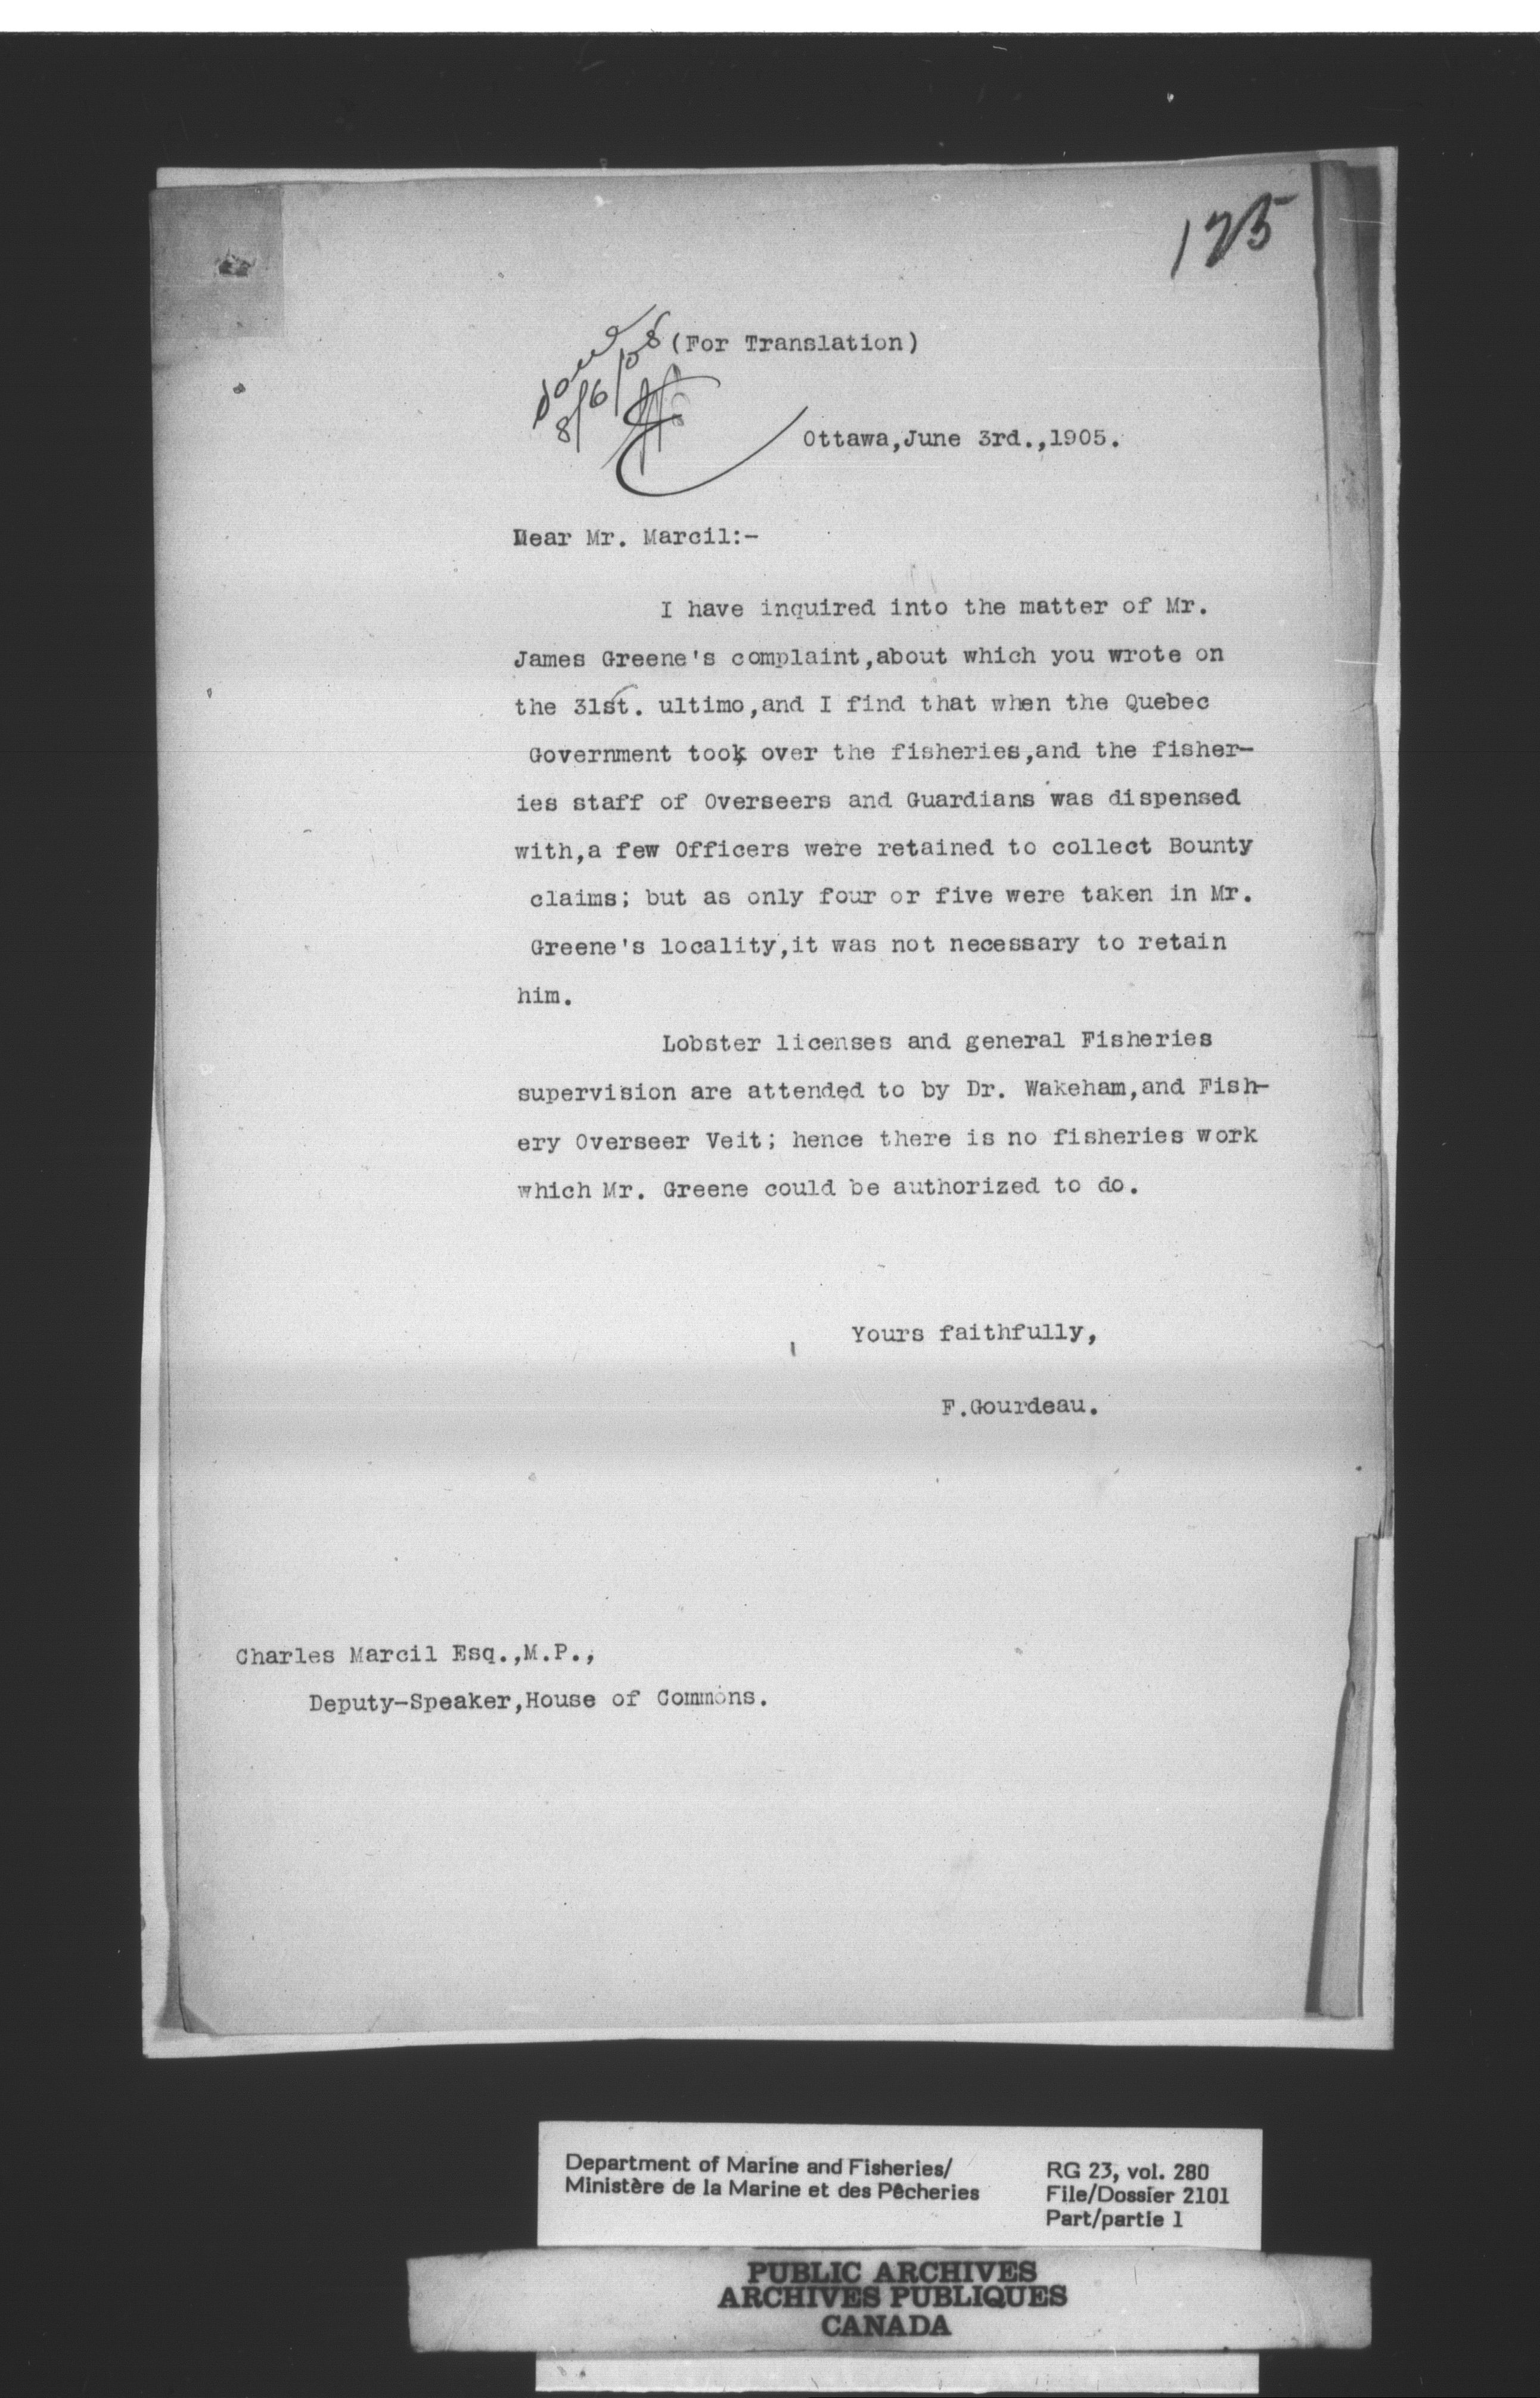 125
(For Translation)
Done
8/6/05
Ottawa,June 3rd.,1905.
Dear Mr. Marcil:-
I have inquired into the matter of Mr.
James Greene's complaint,about which you wrote on
the 31st. ultimo,and I find that when the Quebec
Government took over the fisheries,and the fisher-
ies staff of Overseers and Guardians was dispensed
with,a few Officers were retained to collect Bounty
claims; but as only four or five were taken in Mr.
Greene's locality,it was not necessary to retain
him.
Lobster licenses and general Fisheries
supervision are attended to by Dr. Wakeham,and Fish-
ery Overseer Veit; hence there is no fisheries work
which Mr. Greene could be authorized to do.
Yours faithfully,
F.Gourdeau.
Charles Marcil Esq.,M.P.,
Deputy-Speaker,House of Commons.
Department of Marine and Fisheries/
Ministère de la Marine et des Pêcheries
RG 23, vol. 280
File/Dossier 2101
Part/partie 1
PUBLIC ARCHIVES
ARCHIVES PUBLIQUES
CANADA